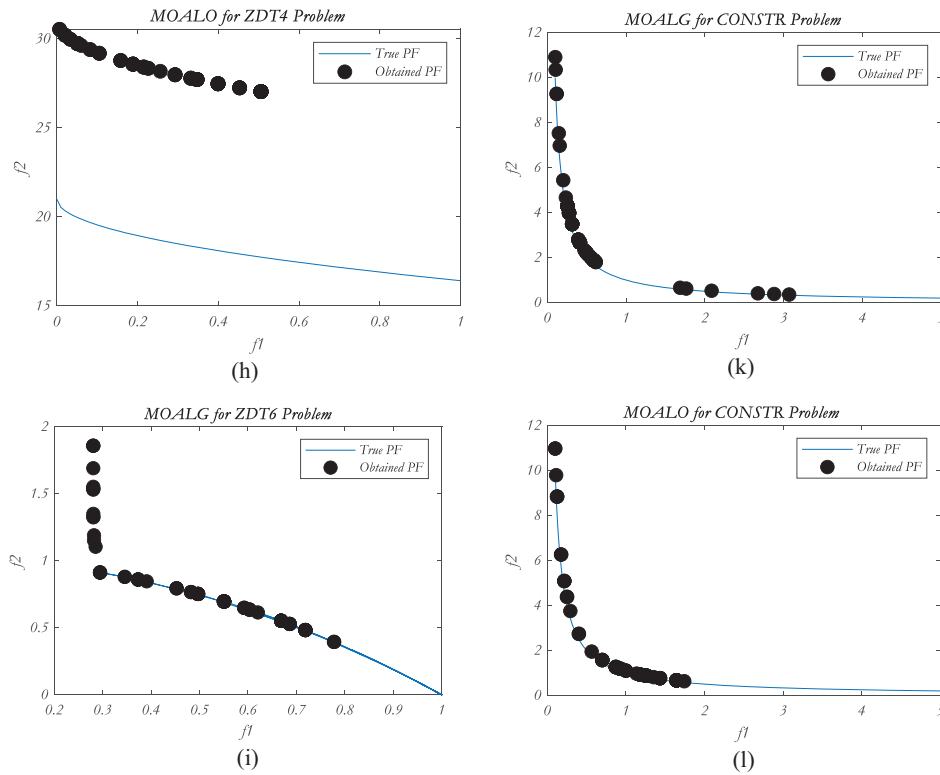 MOALO for ZDT4 Problem
30
25
20
15
f2
0
0.2
0.4
0.6
0.8
1
f1
True PF
Obtained PF
(h)
MOALG for CONSTR Problem
12
10
8
6
4
2
0
f2
0
1
2
3
4
f1
True PF
Obtained PF
(k)
MOALG for ZDT6 Problem
2
1.5
1
0.5
0
f2
0.2
0.3
0.4
0.5
0.6
0.7
0.8
0.9
1
f1
True PF
Obtained PF
(i)
MOALO for CONSTR Problem
12
10
8
6
4
2
0
f2
0
1
2
3
4
f1
True PF
Obtained PF
(l)